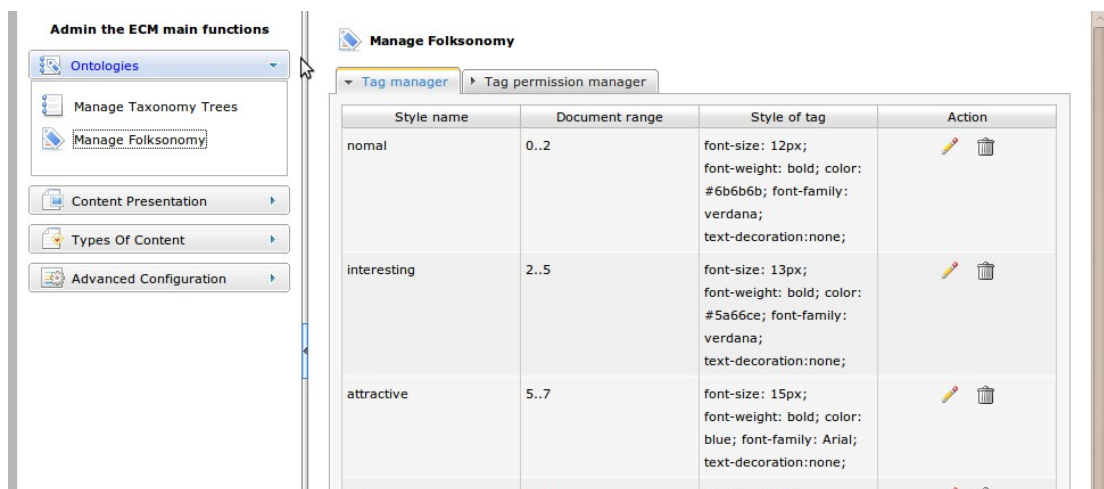 Admin the ECM main functions
Ontologies
Manage Taxonomy Trees
Manage Folksonomy
Content Presentation
Types Of Content
Advanced Configuration
Manage Folksonomy
Tag manager
Tag permission manager
Style name Document range Style of tag Action
nomal 0..2 font-size: 12px;
font-weight: bold; color:
#6b6b6b; font-family:
verdana;
text-decoration:none;
interesting 2..5 font-size: 13px;
font-weight: bold; color:
#5a66ce; font-family:
verdana;
text-decoration:none;
attractive 5..7 font-size: 15px;
font-weight: bold; color:
blue; font-family: Arial;
text-decoration:none;